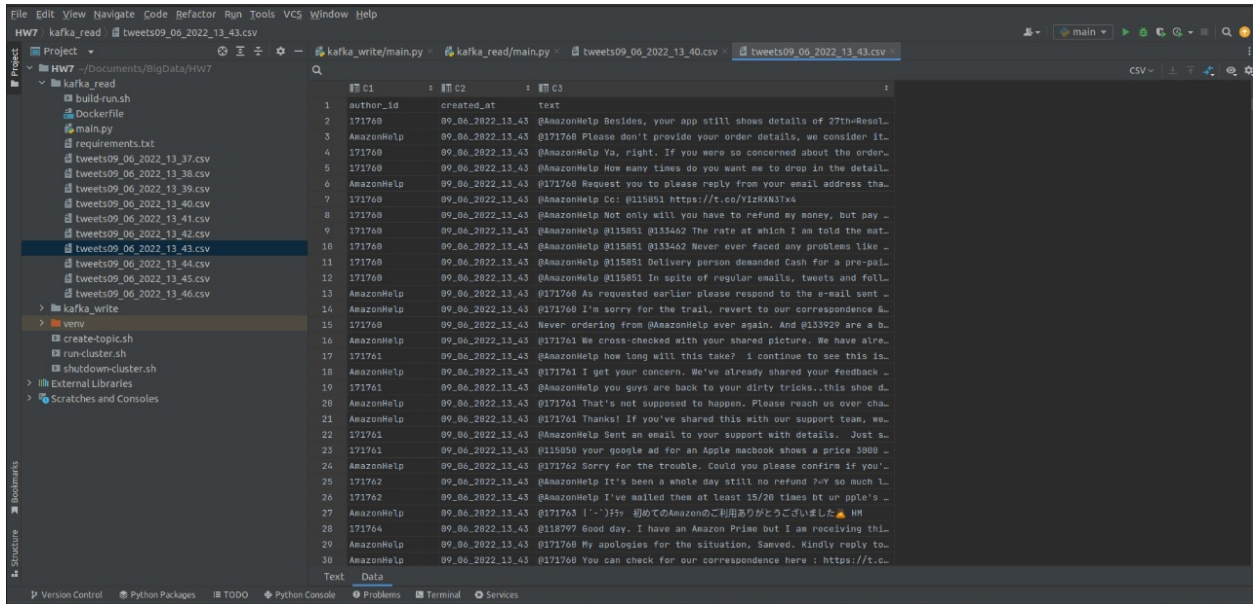 File Edit View Navigate Code Refactor Run Tools VCS Window Help
HW7 kafka_read tweets09_06_2022_13_43.csv
main
Project
kafka_write/main.py
kafka_read/main.py
tweets09_06_2022_13_40.csv
tweets09_06_2022_13_43.csv
Project
HW7 ~/Documents/BigData/HW7
kafka_read
build-run.sh
Dockerfile
main.py
requirements.txt
tweets09_06_2022_13_37.csv
tweets09_06_2022_13_38.csv
tweets09_06_2022_13_39.csv
tweets09_06_2022_13_40.csv
tweets09_06_2022_13_41.csv
tweets09_06_2022_13_42.csv
tweets09_06_2022_13_43.csv
tweets09_06_2022_13_44.csv
tweets09_06_2022_13_45.csv
tweets09_06_2022_13_46.csv
kafka_write
venv
create-topic.sh
run-cluster.sh
shutdown-cluster.sh
External Libraries
Scratches and Consoles
CSV
C1 C2 C3
1 author_id created_at text
2 171760 09_06_2022_13_43 @AmazonHelp Besides, your app still shows details of 27th#Resol…
3 AmazonHelp 09_06_2022_13_43 @171760 Please don't provide your order details, we consider it…
4 171760 09_06_2022_13_43 @AmazonHelp Ya, right. If you were so concerned about the order…
5 171760 09_06_2022_13_43 @AmazonHelp How many times do you want me to drop in the detail…
6 AmazonHelp 09_06_2022_13_43 @171760 Request you to please reply from your email address tha…
7 171760 09_06_2022_13_43 @AmazonHelp Cc: @115851 https://t.co/YIzRXN3Tx4
8 171760 09_06_2022_13_43 @AmazonHelp Not only will you have to refund my money, but pay …
9 171760 09_06_2022_13_43 @AmazonHelp @115851 @133462 The rate at which I am told the mat…
10 171760 09_06_2022_13_43 @AmazonHelp @115851 @133462 Never ever faced any problems like …
11 171760 09_06_2022_13_43 @AmazonHelp @115851 Delivery person demanded Cash for a pre-pai…
12 171760 09_06_2022_13_43 @AmazonHelp @115851 In spite of regular emails, tweets and foll…
13 AmazonHelp 09_06_2022_13_43 @171760 As requested earlier please respond to the e-mail sent …
14 AmazonHelp 09_06_2022_13_43 @171760 I'm sorry for the trail, revert to our correspondence &…
15 171760 09_06_2022_13_43 Never ordering from @AmazonHelp ever again. And @133929 are a b…
16 AmazonHelp 09_06_2022_13_43 @171761 We cross-checked with your shared picture. We have alre…
17 171761 09_06_2022_13_43 @AmazonHelp how long will this take? i continue to see this is…
18 AmazonHelp 09_06_2022_13_43 @171761 I get your concern. We've already shared your feedback …
19 171761 09_06_2022_13_43 @AmazonHelp you guys are back to your dirty tricks..this shoe d…
20 AmazonHelp 09_06_2022_13_43 @171761 That's not supposed to happen. Please reach us over cha…
21 AmazonHelp 09_06_2022_13_43 @171761 Thanks! If you've shared this with our support team, we…
22 171761 09_06_2022_13_43 @AmazonHelp Sent an email to your support with details. Just s…
23 171761 09_06_2022_13_43 @115850 your google ad for an Apple macbook shows a price 3000 …
24 AmazonHelp 09_06_2022_13_43 @171762 Sorry for the trouble. Could you please confirm if you'…
25 171762 09_06_2022_13_43 @AmazonHelp It's been a whole day still no refund ?=Y so much l…
26 171762 09_06_2022_13_43 @AmazonHelp I've mailed them at least 15/20 times bt ur pple's …
27 AmazonHelp 09_06_2022_13_43 @171763 |´-`)ﾁﾗｯ 初めてのAmazonのご利用ありがとうございました🙇 HM
28 171764 09_06_2022_13_43 @118797 Good day. I have an Amazon Prime but I am receiving thi…
29 AmazonHelp 09_06_2022_13_43 @171760 My apologies for the situation, Samved. Kindly reply to…
30 AmazonHelp 09_06_2022_13_43 @171760 You can check for our correspondence here : https://t.c…
Text Data
Bookmarks
Structure
Version Control Python Packages TODO Python Console Problems Terminal Services